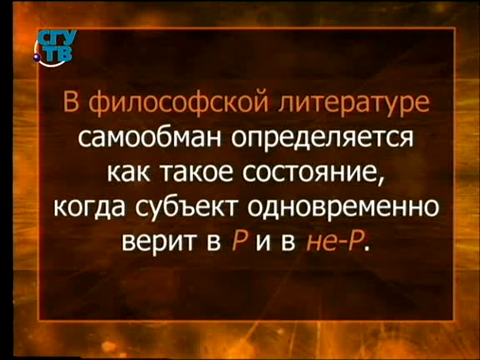 СГУ
ТВ
В философской литературе
самообман определяется
как такое состояние,
когда субъект одновременно
верит в Р и в не-Р.